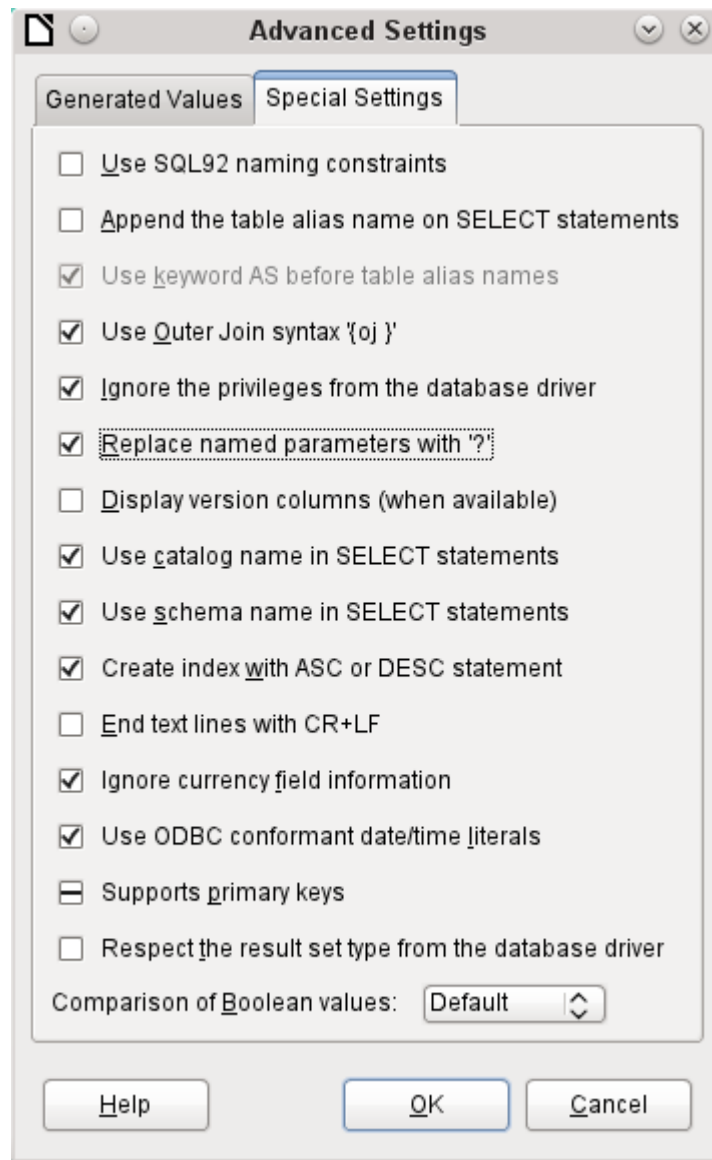 Advanced Settings
Generated Values
Special Settings
Use SQL92 naming constraints
Append the table alias name on SELECT statements
Use keyword AS before table alias names
Use Outer Join syntax '{oj }'
Ignore the privileges from the database driver
Replace named parameters with '?'
Display version columns (when available)
Use catalog name in SELECT statements
Use schema name in SELECT statements
Create index with ASC or DESC statement
End text lines with CR+LF
Ignore currency field information
Use ODBC conformant date/time literals
Supports primary keys
Respect the result set type from the database driver
Comparison of Boolean values: Default
Help OK Cancel